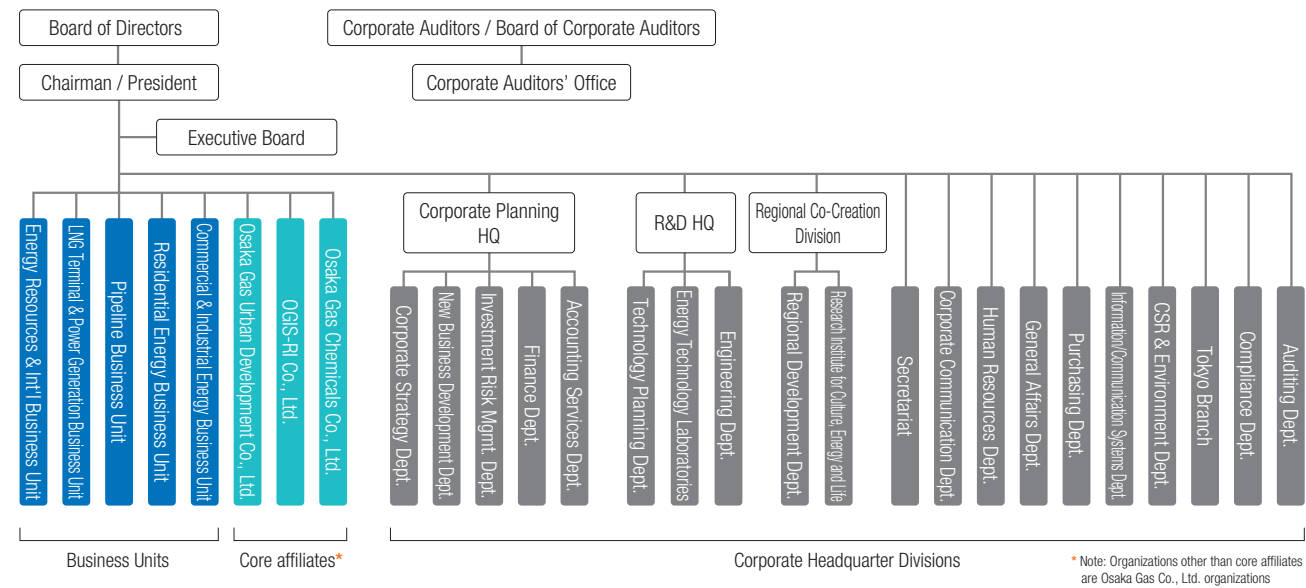 Board of Directors
Corporate Auditors / Board of Corporate Auditors
Chairman / President
Corporate Auditors’ Office
Executive Board
Corporate Planning
HQ
R&D HQ
Regional Co-Creation
Division
Energy Resources & Int'l Business Unit
LNG Terminal & Power Generation Business Unit
Pipeline Business Unit
Residential Energy Business Unit
Commercial & Industrial Energy Business Unit
Osaka Gas Urban Development Co., Ltd.
OGIS-RI Co., Ltd.
Osaka Gas Chemicals Co., Ltd.
Corporate Strategy Dept.
New Business Development Dept.
Investment Risk Mgmt. Dept.
Finance Dept.
Accounting Services Dept.
Technology Planning Dept.
Energy Technology Laboratories
Engineering Dept.
Regional Development Dept.
Research Institute for Culture, Energy and Life
Secretariat
Corporate Communication Dept.
Human Resources Dept.
General Affairs Dept.
Purchasing Dept.
Information/Communication Systems Dept
CSR & Environment Dept.
Tokyo Branch
Compliance Dept.
Auditing Dept.
Business Units
Core affiliates*
Corporate Headquarter Divisions
* Note: Organizations other than core affiliates
are Osaka Gas Co., Ltd. organizations